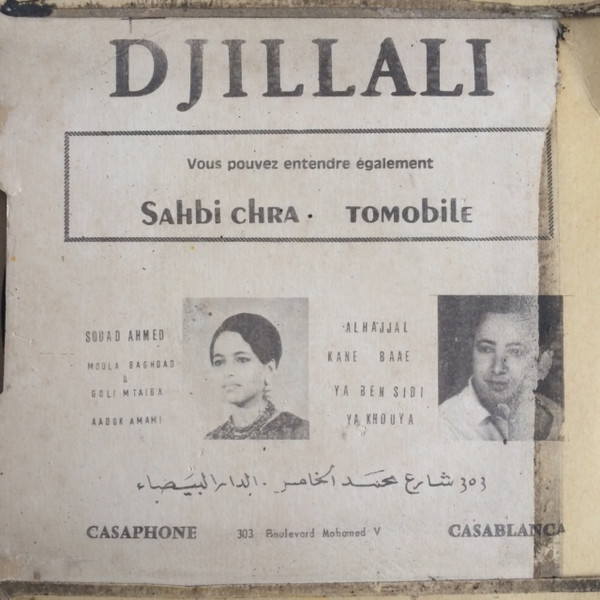 DJILLALI
Vous pouvez entendre également
Sahbi CHRA . TOMOBILE
SOUAD AHMED
MOULA BAGHDAD
&
GOLI MTAIBA
AADOK AMAMI
ALHAJJAL
KANE BAAE
YA BEN SIDI
YA KHOUYA
303 شارع محمد الخامس . الدار البيضاء
CASAPHONE 303 Boulevard Mohamed V CASABLANCA